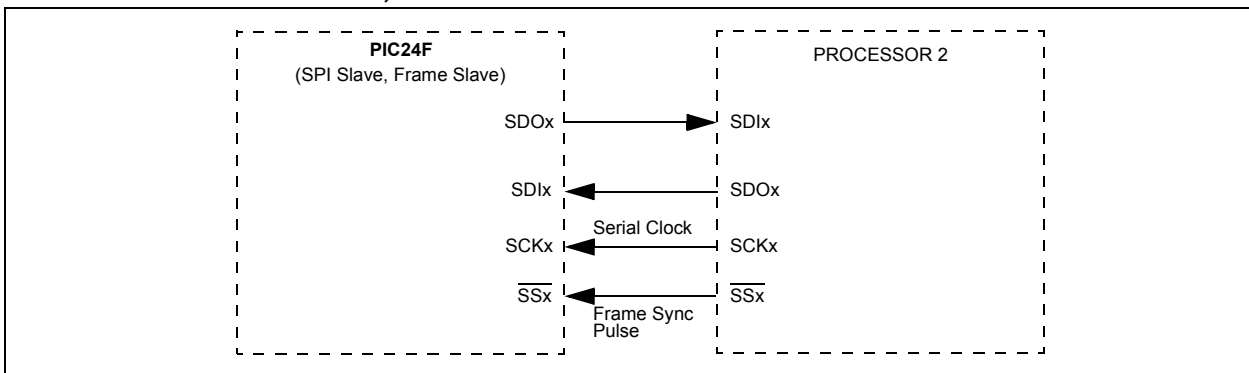 PIC24F
(SPI Slave, Frame Slave)
PROCESSOR 2
SDOx
SDIx
SDIx
SDOx
Serial Clock
SCKx
SCKx
SSx
SSx
Frame Sync
Pulse